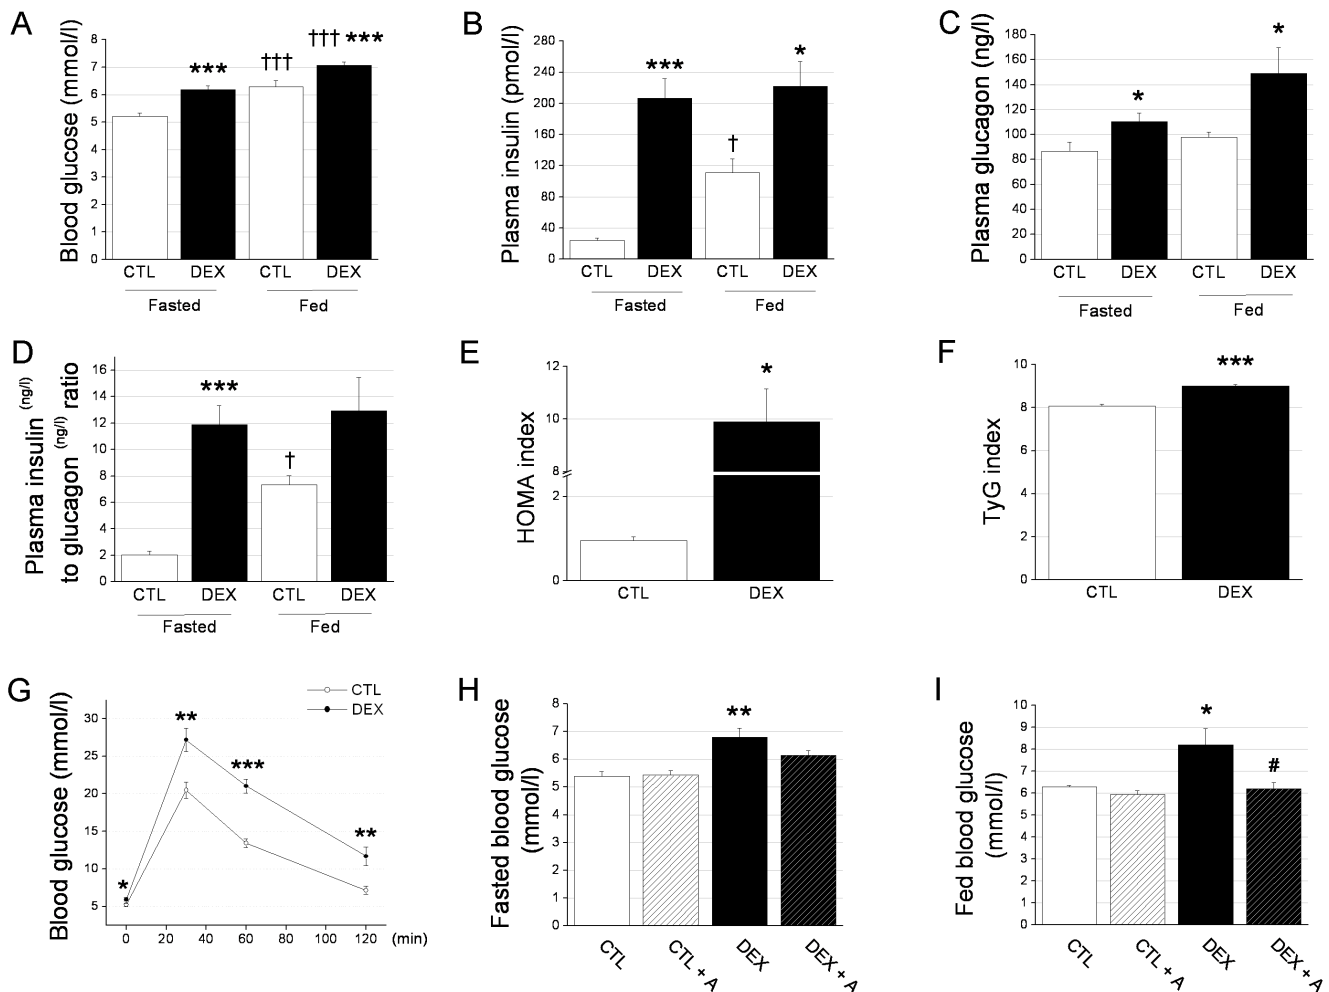 A
Blood glucose (mmol/l)
8
7
6
5
4
3
2
1
0
***
†††
††† ***
CTL DEX CTL DEX
Fasted Fed
B
Plasma insulin (pmol/l)
280
240
200
160
120
80
40
0
***
†
*
CTL DEX CTL DEX
Fasted Fed
C
Plasma glucagon (ng/l)
180
160
140
120
100
80
60
40
20
0
*
*
CTL DEX CTL DEX
Fasted Fed
D
Plasma insulin (ng/l)
to glucagon (ng/l) ratio
16
14
12
10
8
6
4
2
0
***
†
CTL DEX CTL DEX
Fasted Fed
E
HOMA index
12
10
8
2
0
*
CTL DEX
F
TyG index
10
8
6
4
2
0
***
CTL DEX
G
Blood glucose (mmol/l)
CTL
DEX
30
25
20
15
10
5
*
**
***
**
0 20 40 60 80 100 120 (min)
H
Fasted blood glucose
(mmol/l)
8
7
6
5
4
3
2
1
0
**
CTL CTL + A DEX DEX + A
I
Fed blood glucose
(mmol/l)
10
9
8
7
6
5
4
3
2
1
0
*
#
CTL CTL + A DEX DEX + A